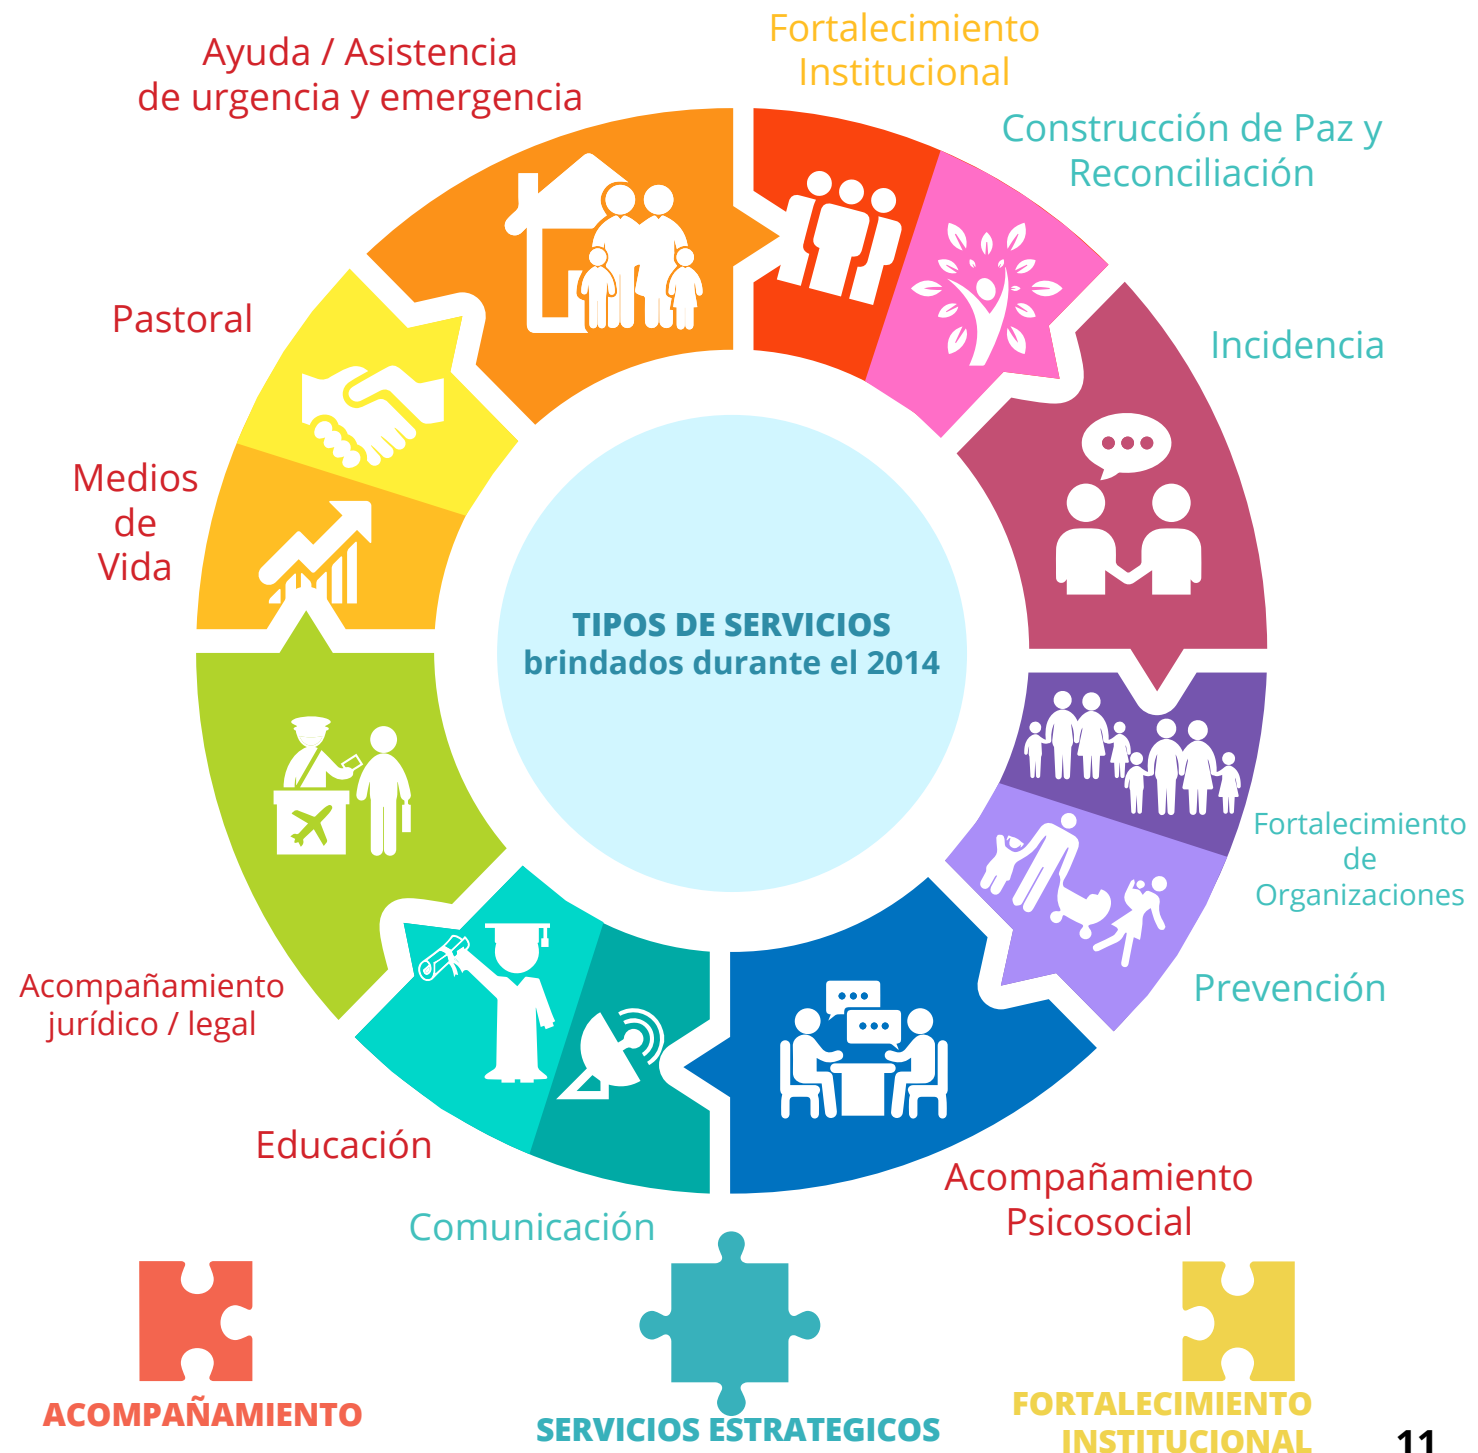 Fortalecimiento
Institucional
Ayuda / Asistencia
de urgencia y emergencia
Construcción de Paz y
Reconciliación
Pastoral
Incidencia
Medios
de
Vida
TIPOS DE SERVICIOS
brindados durante el 2014
Fortalecimiento
de
Organizaciones
Acompañamiento
jurídico / legal
Prevención
Educación
Acompañamiento
Psicosocial
Comunicación
ACOMPAÑAMIENTO
SERVICIOS ESTRATEGICOS
FORTALECIMIENTO
INSTITUCIONAL
11